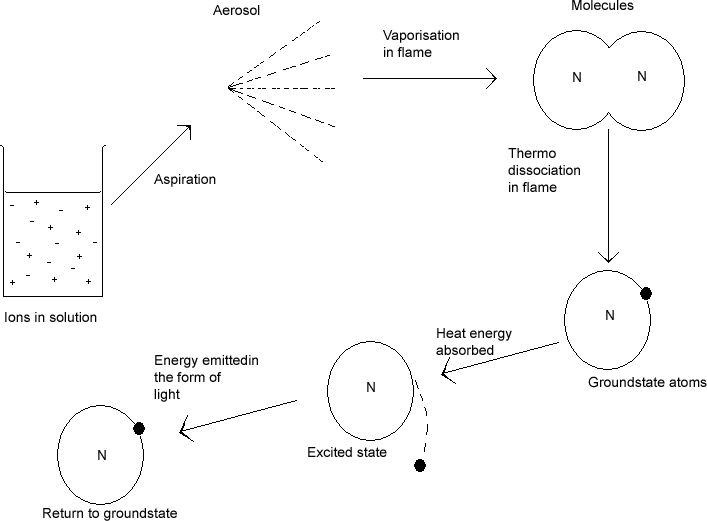 Aerosol
Molecules
Vaporisation
in flame
N N
Aspiration
Thermo
dissociation
in flame
Ions in solution
N
Groundstate atoms
Heat energy
absorbed
N
Excited state
Energy emittedin
the form of
light
N
Return to groundstate